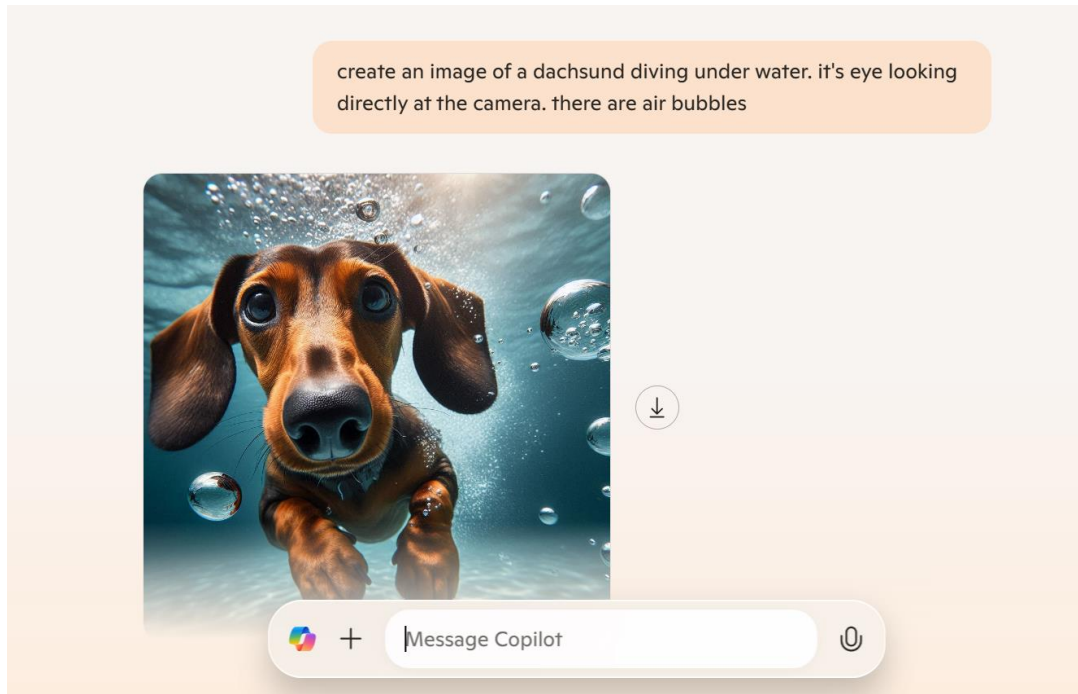 create an image of a dachsund diving under water. it's eye looking
directly at the camera. there are air bubbles
Message Copilot